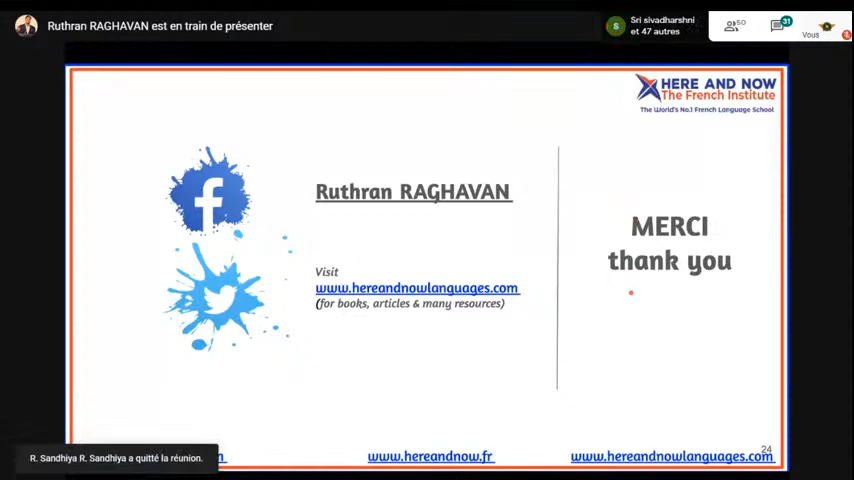 Ruthran RAGHAVAN est en train de présenter
Sri sivadharshni
et 47 autres
S
50
31
Vous
HERE AND NOW
The French Institute
The World's No.1 French Language School
Ruthran RAGHAVAN
MERCI
thank you
Visit
www.hereandnowlanguages.com
(for books, articles & many resources)
24
R. Sandhiya R. Sandhiya a quitté la réunion.
www.hereandnow.fr
www.hereandnowlanguages.com